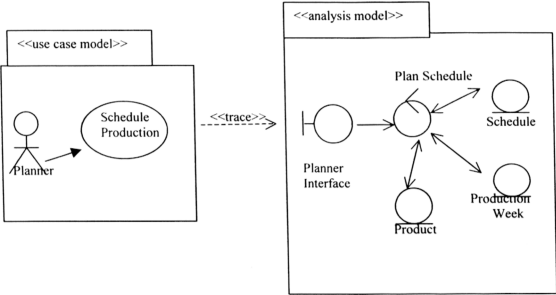 <<use case model>>
Schedule
Production
Planner
<<trace>>
<<analysis model>>
Plan Schedule
Schedule
Planner
Interface
Production
Week
Product